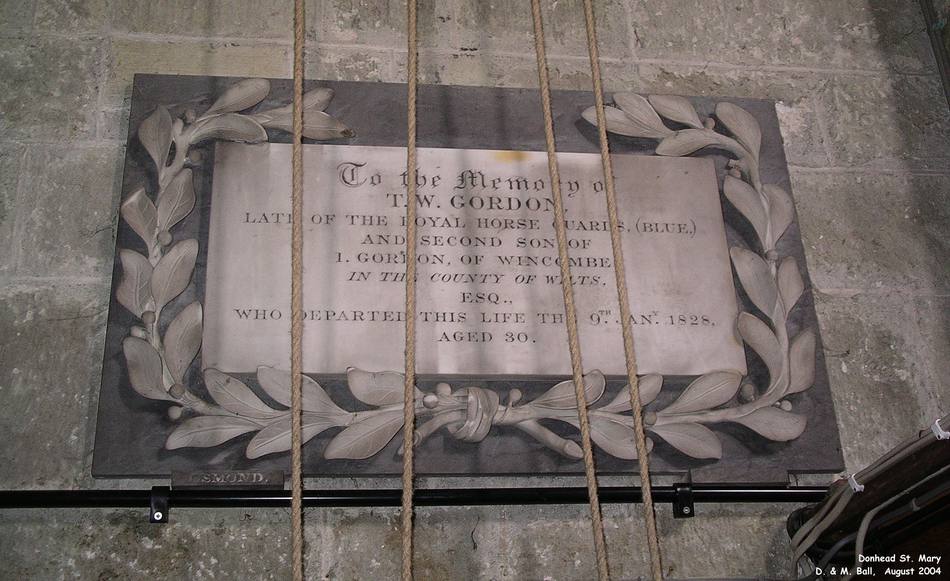 To the Memory of
T.W. GORDON,
LATE OF THE ROYAL HORSE GUARDS, (BLUE,)
AND SECOND SON OF
I. GORDON, OF WINCOMBE
IN THE COUNTY OF WILTS,
ESQ.,
WHO DEPARTED THIS LIFE THE 9TH JANY. 1828,
AGED 30.
OSMOND.
Donhead St. Mary
D. & M. Ball, August 2004